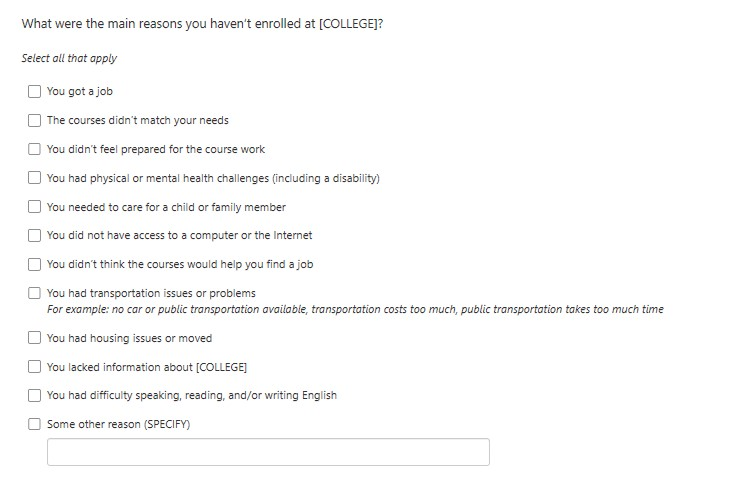 What were the main reasons you haven't enrolled at [COLLEGE]?
Select all that apply
You got a job
The courses didn't match your needs
You didn't feel prepared for the course work
You had physical or mental health challenges (including a disability)
You needed to care for a child or family member
You did not have access to a computer or the Internet
You didn't think the courses would help you find a job
You had transportation issues or problems
For example: no car or public transportation available, transportation costs too much, public transportation takes too much time
You had housing issues or moved
You lacked information about [COLLEGE]
You had difficulty speaking, reading, and/or writing English
Some other reason (SPECIFY)